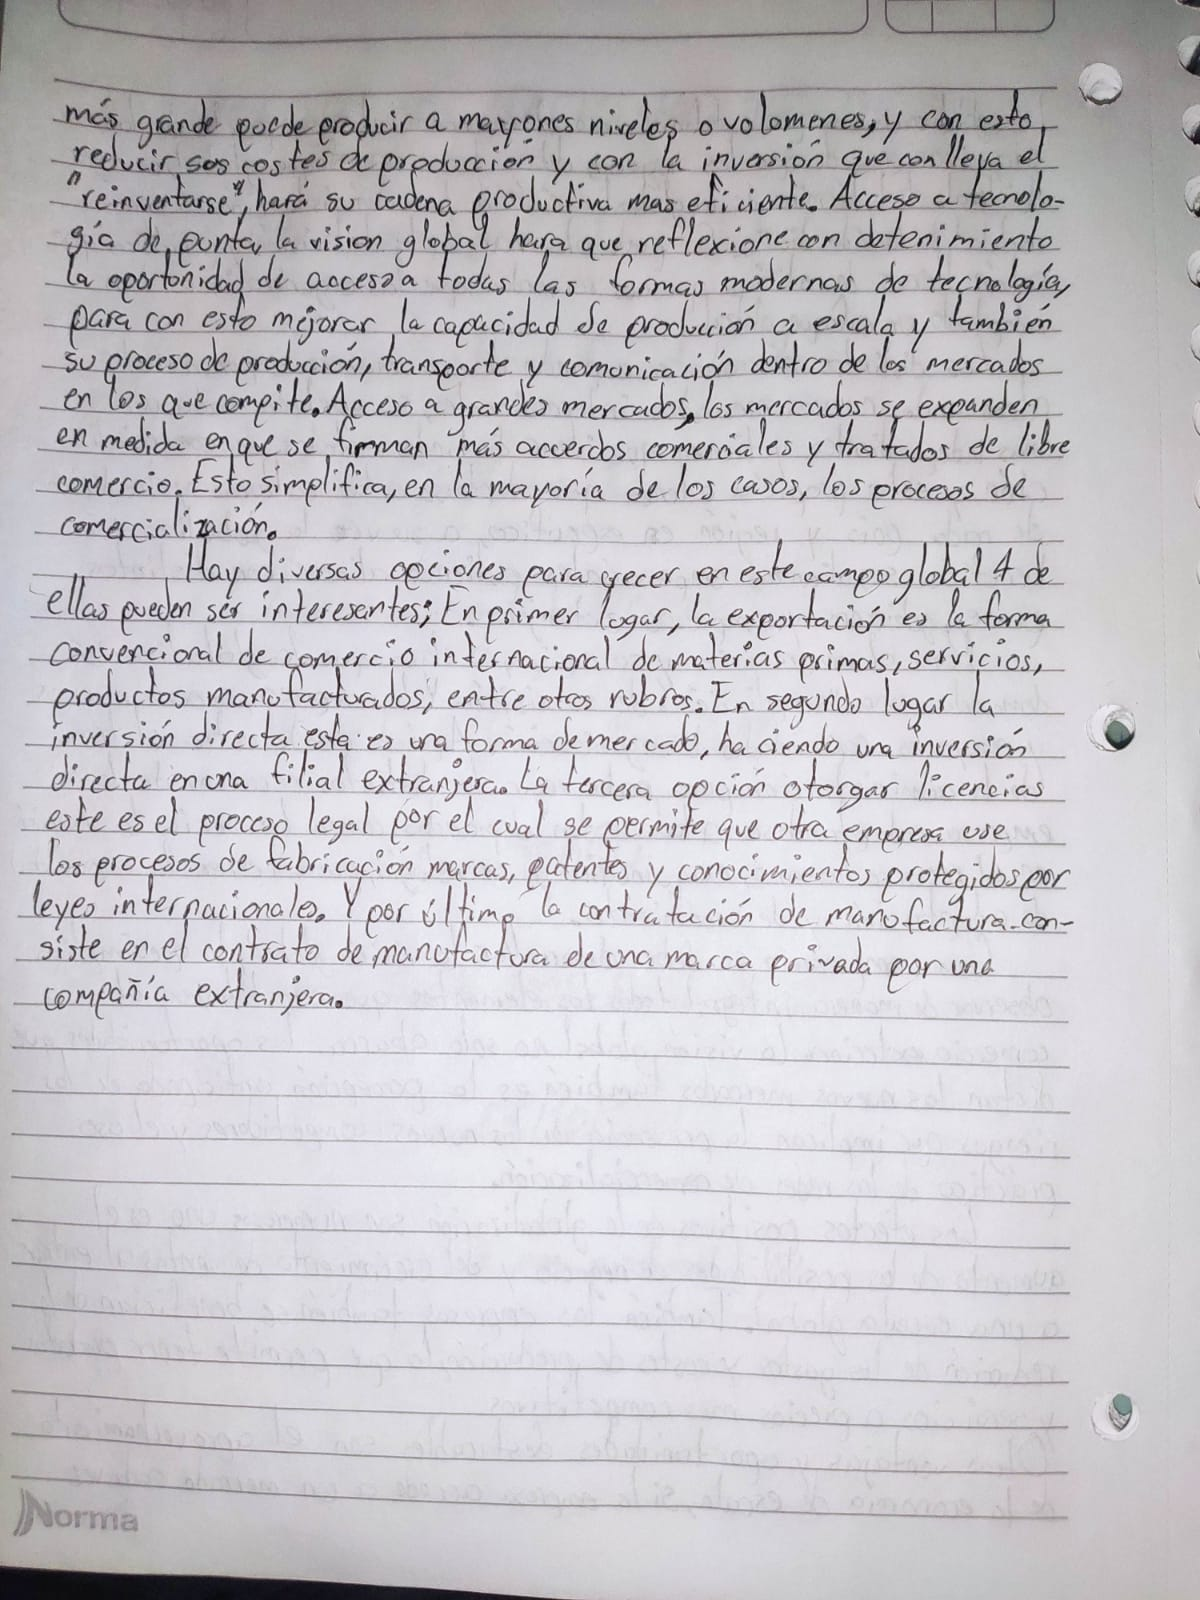 más grande puede producir a mayores niveles o volomenes, y con esto
reducir sus costes de producción y con la inversión que conlleva el
"reinventarse", hará su cadena productiva mas eficiente. Acceso a tecnolo-
gía de punta, la vision global hara que reflexione con detenimiento
la oportonidad de acceso a todas las formas modernas de tecnología,
para con esto mejorar la capacidad de producción a escala y también
su proceso de producción, transporte y comunicación dentro de los mercados
en los que compite. Acceso a grandes mercados, los mercados se expanden
en medida en que se firman más acuerdos comerciales y tratados de libre
comercio. Esto simplifica, en la mayoría de los casos, los procesos de
comercialización.
Hay diversas opciones para crecer en este campo global 4 de
ellas pueden ser interesantes; En primer lugar, la exportación es la forma
convencional de comercio internacional de materias primas, servicios,
productos manufacturados, entre otros rubros. En segundo lugar la
inversión directa esta es una forma de mercado, haciendo una inversión
directa en una filial extranjera. La tercera opción otorgar licencias
este es el proceso legal por el cual se permite que otra empresa use
los procesos de fabricación marcas, patentes y conocimientos protegidos por
leyes internacionales. Y por último la contratación de manufactura con-
siste en el contrato de manufactura de una marca privada por una
compañía extranjera.
Norma